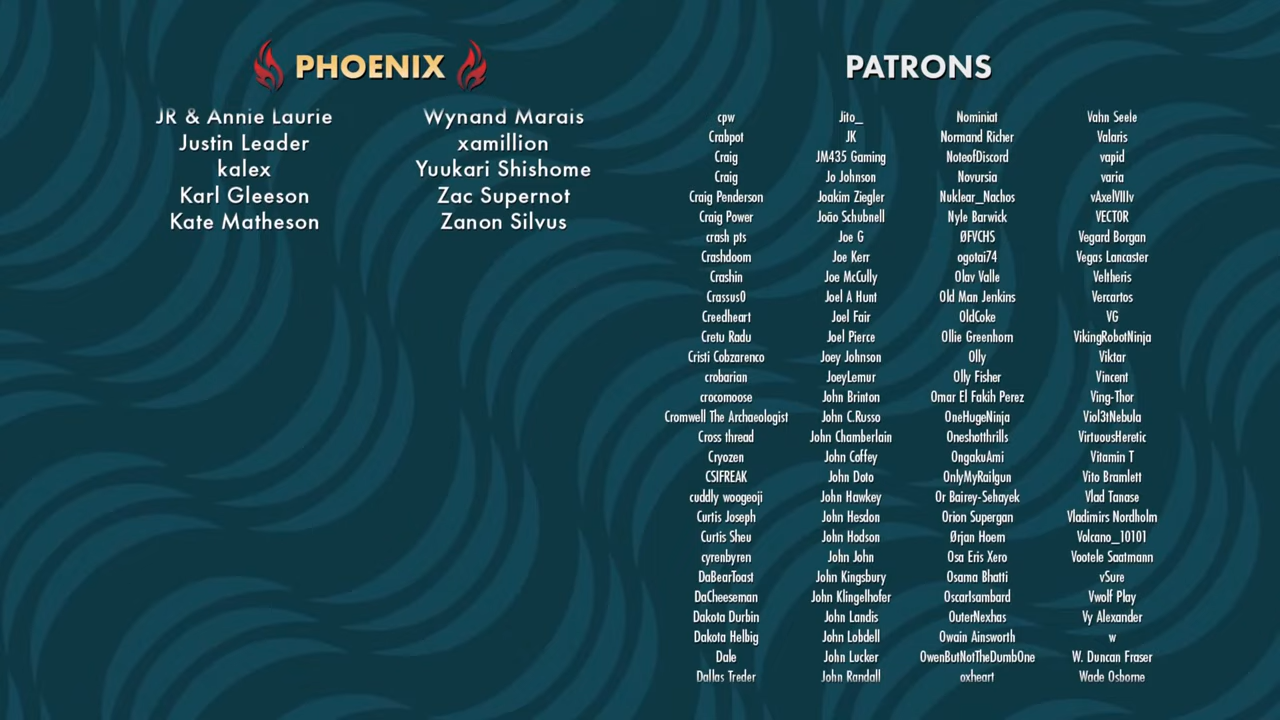 PHOENIX
JR & Annie Laurie
Justin Leader
kalex
Karl Gleeson
Kate Matheson
Wynand Marais
xamillion
Yuukari Shishome
Zac Supernot
Zanon Silvus
PATRONS
cpw
Crabpot
Craig
Craig
Craig Penderson
Craig Power
crash pts
Crashdoom
Crashin
Crassus0
Creedheart
Cretu Radu
Cristi Cobzarenco
crobarian
crocomoose
Cromwell The Archaeologist
Cross thread
Cryozen
CSIFREAK
cuddly woogeoji
Curtis Joseph
Curtis Sheu
cyrenbyren
DaBearToast
DaCheeseman
Dakota Durbin
Dakota Helbig
Dale
Dallas Treder
Jito_
JK
JM435 Gaming
Jo Johnson
Joakim Ziegler
João Schubnell
Joe G
Joe Kerr
Joe McCully
Joel A Hunt
Joel Fair
Joel Pierce
Joey Johnson
JoeyLemur
John Brinton
John C.Russo
John Chamberlain
John Coffey
John Doto
John Hawkey
John Hesdon
John Hodson
John John
John Kingsbury
John Klingelhofer
John Landis
John Lobdell
John Lucker
John Randall
Nominiat
Normand Richer
NoteofDiscord
Novursia
Nuklear_Nachos
Nyle Barwick
ØFVCHS
ogotai74
Olav Valle
Old Man Jenkins
OldCoke
Ollie Greenhorn
Olly
Olly Fisher
Omar El Fakih Perez
OneHugeNinja
Oneshotthrills
OngakuAmi
OnlyMyRailgun
Or Bairey-Sehayek
Orion Supergan
Ørjan Hoem
Osa Eris Xero
Osama Bhatti
OscarIsambard
OuterNexhas
Owain Ainsworth
OwenButNotTheDumbOne
oxheart
Vahn Seele
Valaris
vapid
varia
vAxelVIIIv
VECT0R
Vegard Borgan
Vegas Lancaster
Veltheris
Vercartos
VG
VikingRobotNinja
Viktar
Vincent
Ving-Thor
Viol3tNebula
VirtuousHeretic
Vitamin T
Vito Bramlett
Vlad Tanase
Vladimirs Nordholm
Volcano_10101
Vootele Saatmann
vSure
Vwolf Play
Vy Alexander
w
W. Duncan Fraser
Wade Osborne